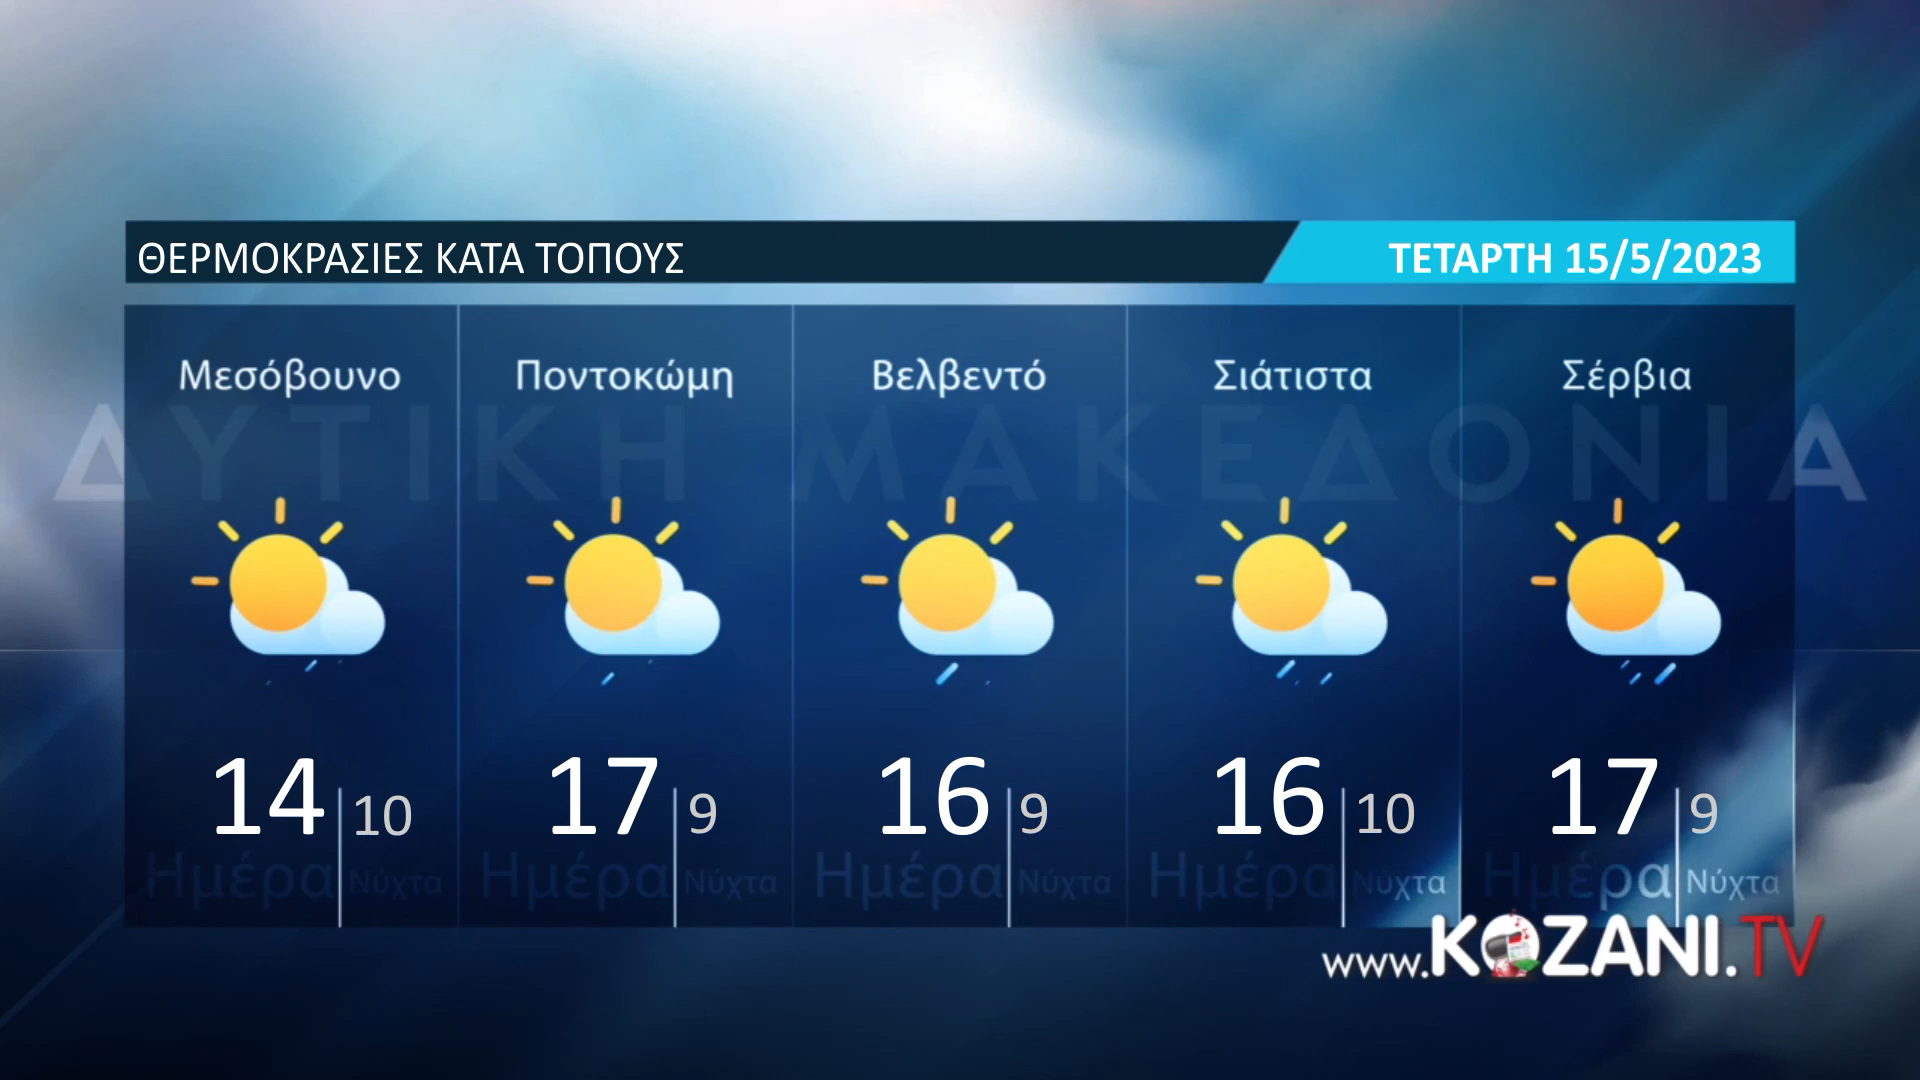 ΘΕΡΜΟΚΡΑΣΙΕΣ ΚΑΤΑ ΤΟΠΟΥΣ
ΤΕΤΑΡΤΗ 15/5/2023
ΔΥΤΙΚΗ ΜΑΚΕΔΟΝΙΑ
Μεσόβουνο
14 10
Ημέρα Νύχτα
Ποντοκώμη
17 9
Ημέρα Νύχτα
Βελβεντό
16 9
Ημέρα Νύχτα
Σιάτιστα
16 10
Ημέρα Νύχτα
Σέρβια
17 9
Ημέρα Νύχτα
www.KOZANI.TV